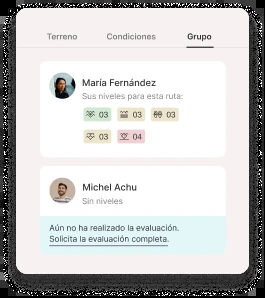 Terreno Condiciones Grupo
María Fernández
Sus niveles para esta ruta:
03 03 03
03 04
Michel Achu
Sin niveles
Aún no ha realizado la evaluación.
Solicita la evaluación completa.